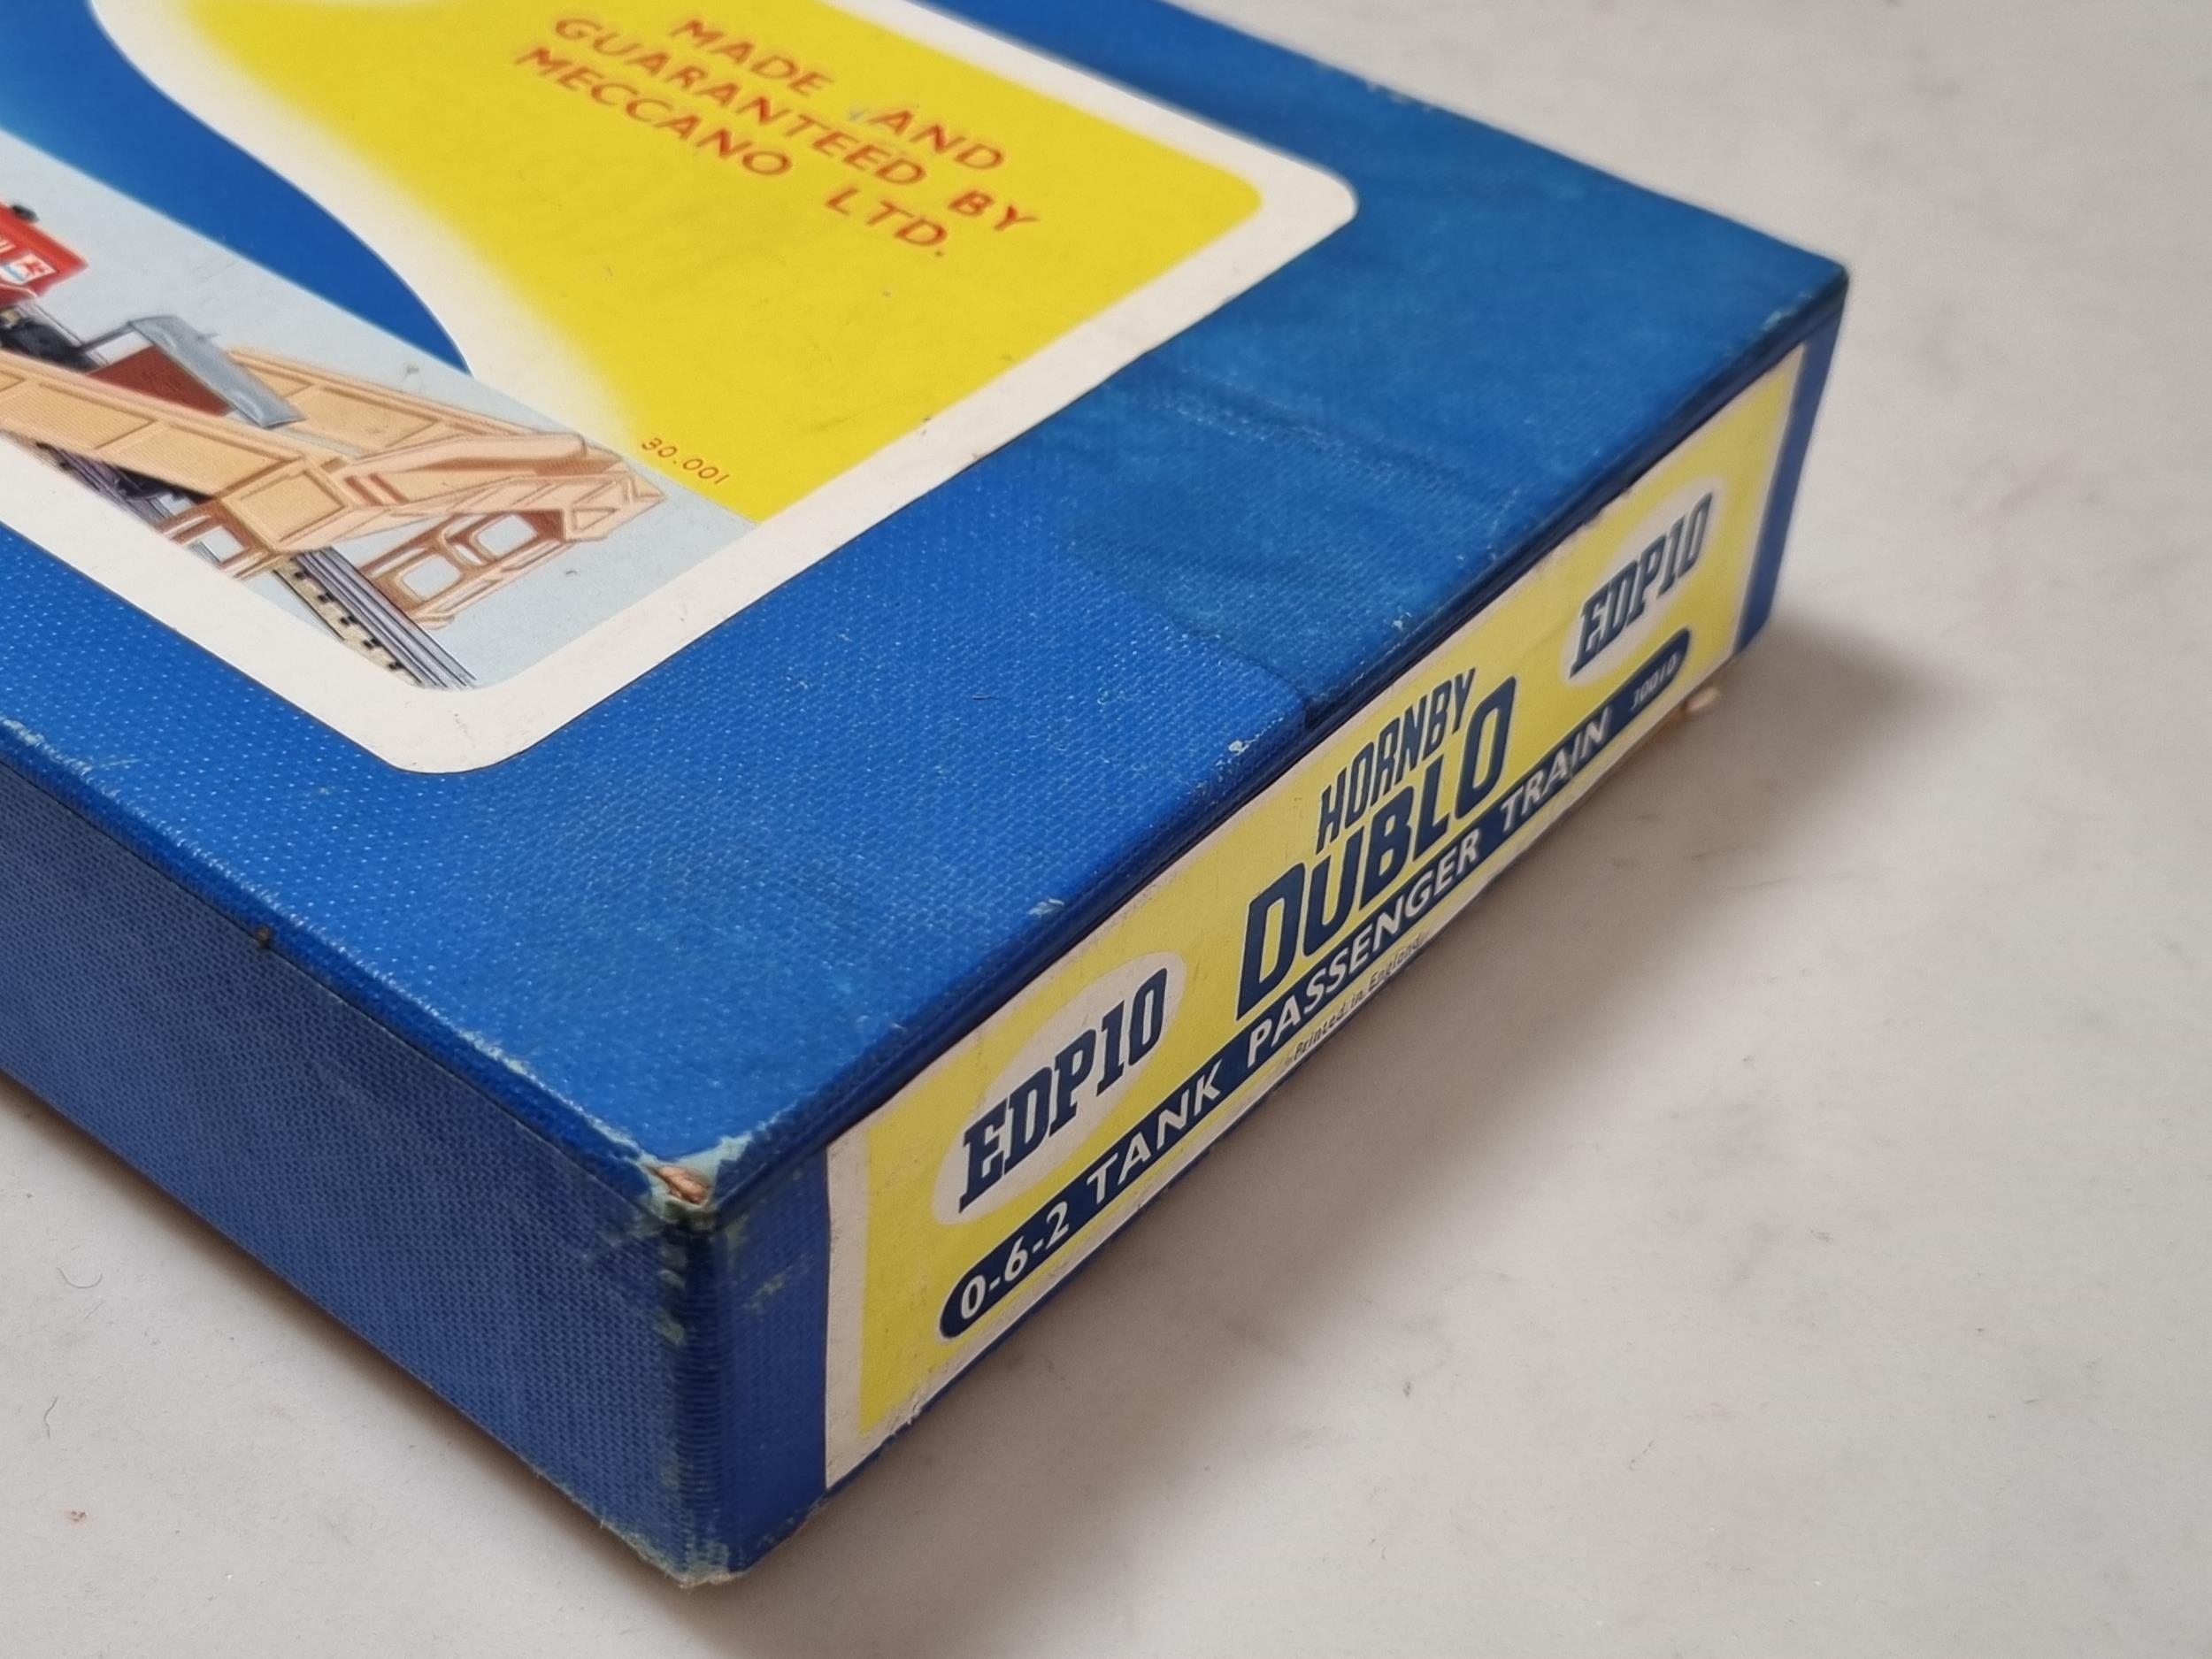 MADE AND
GUARANTEED BY
MECCANO LTD.
30.001
EDP10
HORNBY
DUBLO
EDP10
0-6-2 TANK PASSENGER TRAIN
Printed in England